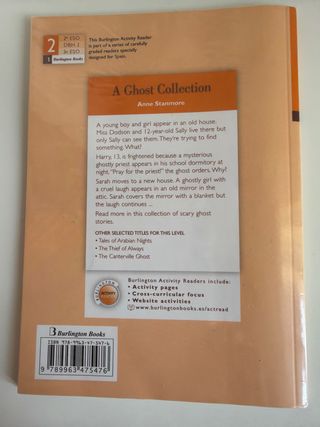 2
2º ESO
DBH 2
3r ESO
Burlington Books
This Burlington Activity Reader
is part of a series of carefully
graded readers specially
designed for Spain.
A Ghost Collection
Anne Stanmore
A young boy and girl appear in an old house.
Miss Dodson and 12-year-old Sally live there but
only Sally can see them. They're trying to find
something. What?
Harry, 13, is frightened because a mysterious
ghostly priest appears in his school dormitory at
night. "Pray for the priest!" the ghost orders. Why?
Sarah moves to a new house. A ghostly girl with
a cruel laugh appears in an old mirror in the
attic. Sarah covers the mirror with a blanket but
the laugh continues ...
Read more in this collection of scary ghost
stories.
OTHER SELECTED TITLES FOR THIS LEVEL
• Tales of Arabian Nights
• The Thief of Always
• The Canterville Ghost
BURLINGTON
ACTIVITY
Burlington Activity Readers include:
• Activity pages
• Cross-curricular focus
• Website activities
www.burlingtonbooks.es/actread
B Burlington Books
ISBN 978-9963-47-547-6
9 789963 475476